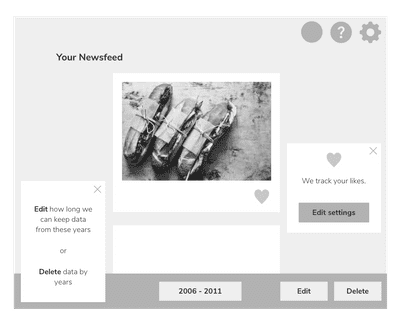 ?
Your Newsfeed
We track your likes.
Edit settings
Edit how long we
can keep data
from these years
or
Delete data by
years
2006 - 2011
Edit
Delete